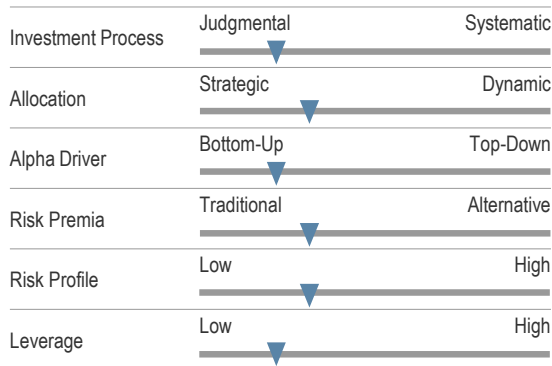 Investment Process Judgmental Systematic
Allocation Strategic Dynamic
Alpha Driver Bottom-Up Top-Down
Risk Premia Traditional Alternative
Risk Profile Low High
Leverage Low High